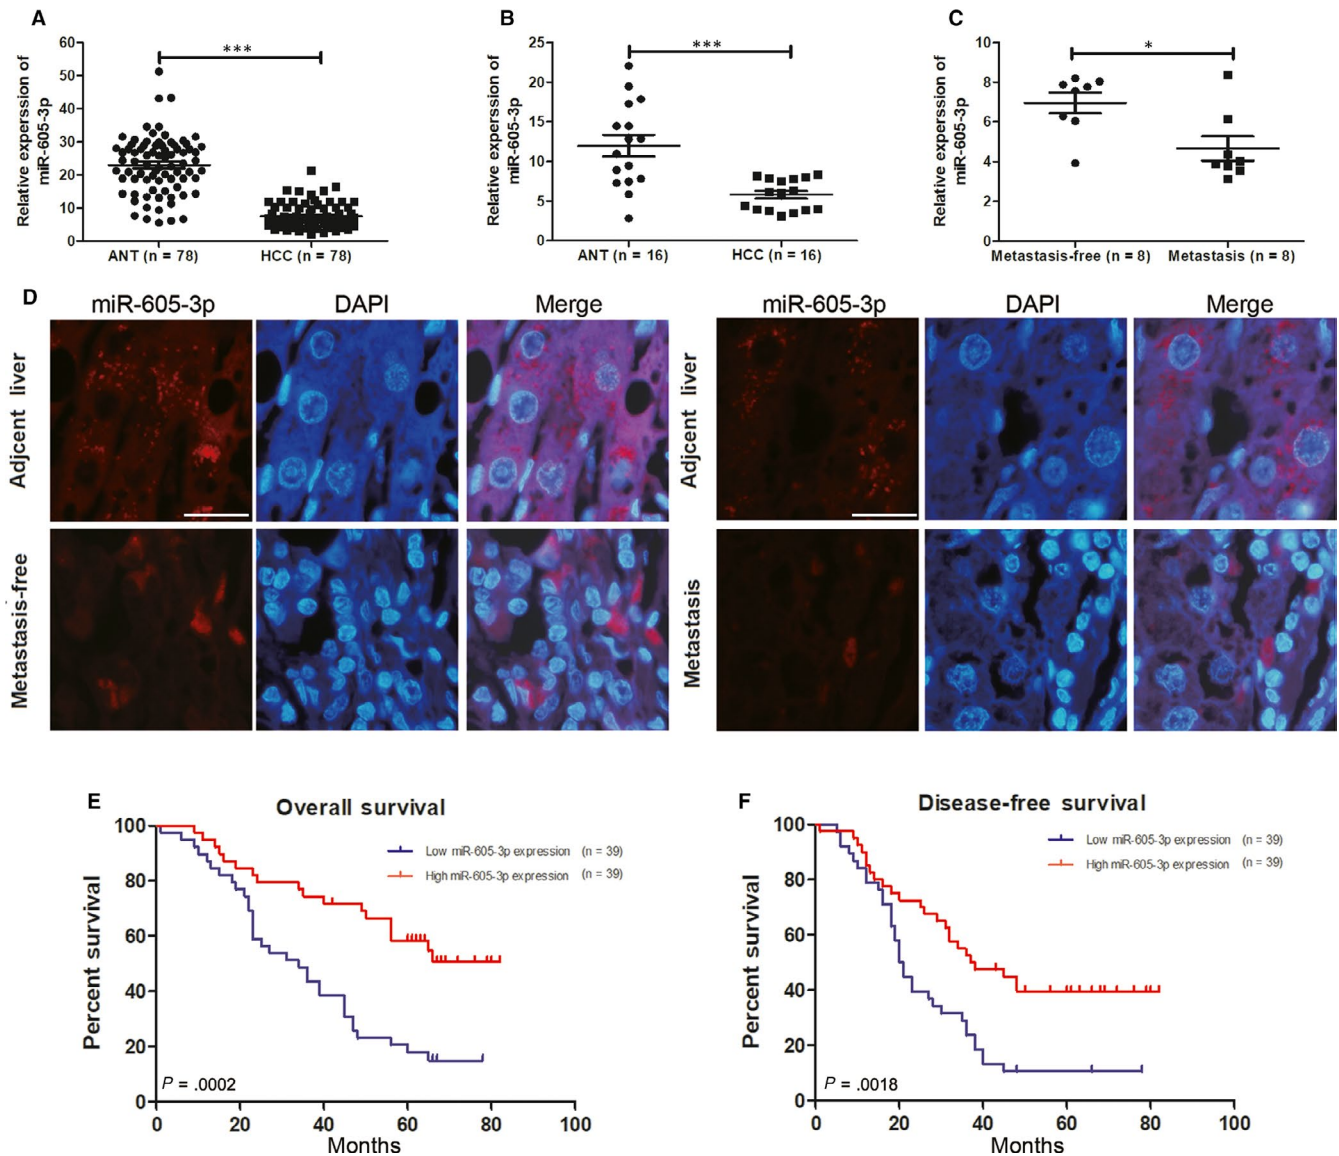 A
Relative experssion of
miR-605-3p
60
50
40
30
20
10
0
***
ANT (n = 78)
HCC (n = 78)
B
Relative experssion of
miR-605-3p
25
20
15
10
5
0
***
ANT (n = 16)
HCC (n = 16)
C
Relative experssion of
miR-605-3p
10
8
6
4
2
0
*
Metastasis-free (n = 8)
Metastasis (n = 8)
D
miR-605-3p
DAPI
Merge
miR-605-3p
DAPI
Merge
Adjcent liver
Adjcent liver
Metastasis-free
Metastasis
E
Overall survival
Percent survival
100
80
60
40
20
0
Low miR-605-3p expression (n = 39)
High miR-605-3p expression (n = 39)
P = .0002
0 20 40 60 80 100
Months
F
Disease-free survival
Percent survival
100
80
60
40
20
0
Low miR-605-3p expression (n = 39)
High miR-605-3p expression (n = 39)
P = .0018
0 20 40 60 80 100
Months